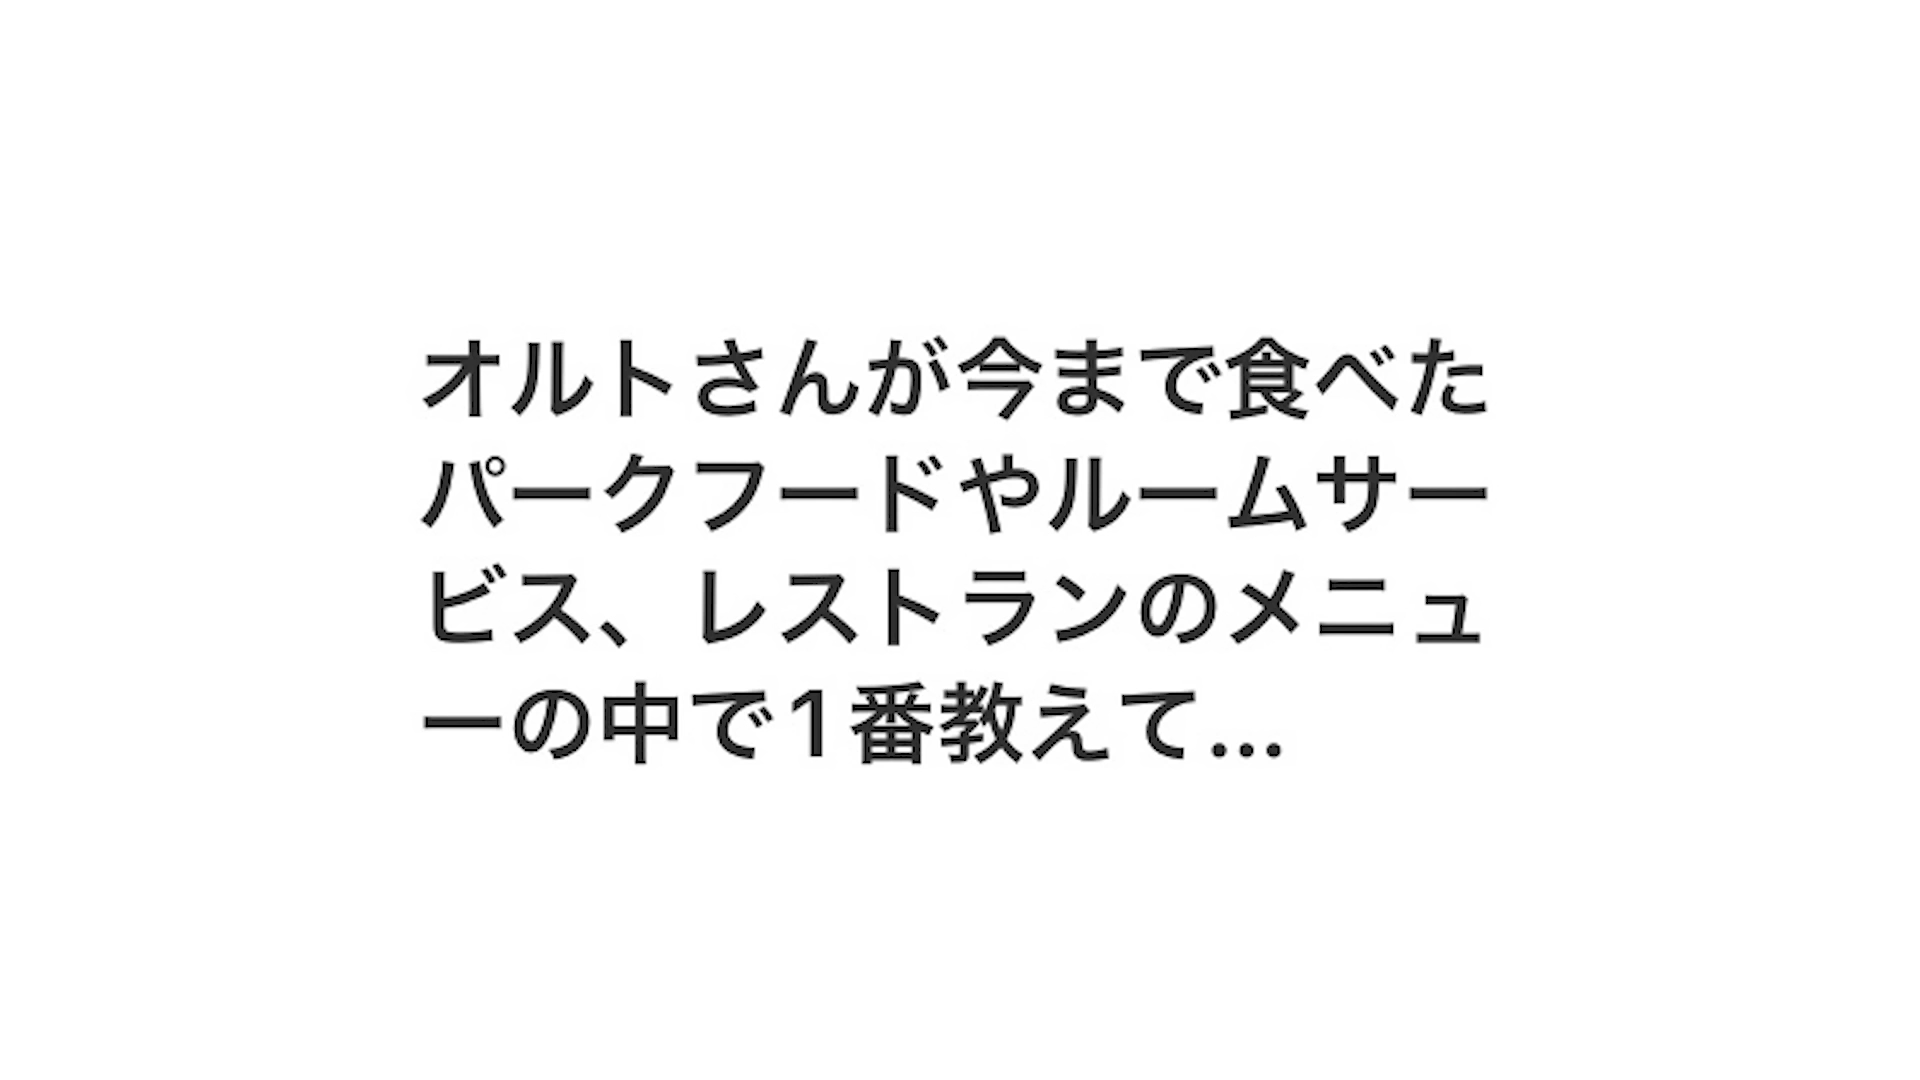 オルトさんが今まで食べた
パークフードやルームサー
ビス、レストランのメニュ
ーの中で1番教えて...